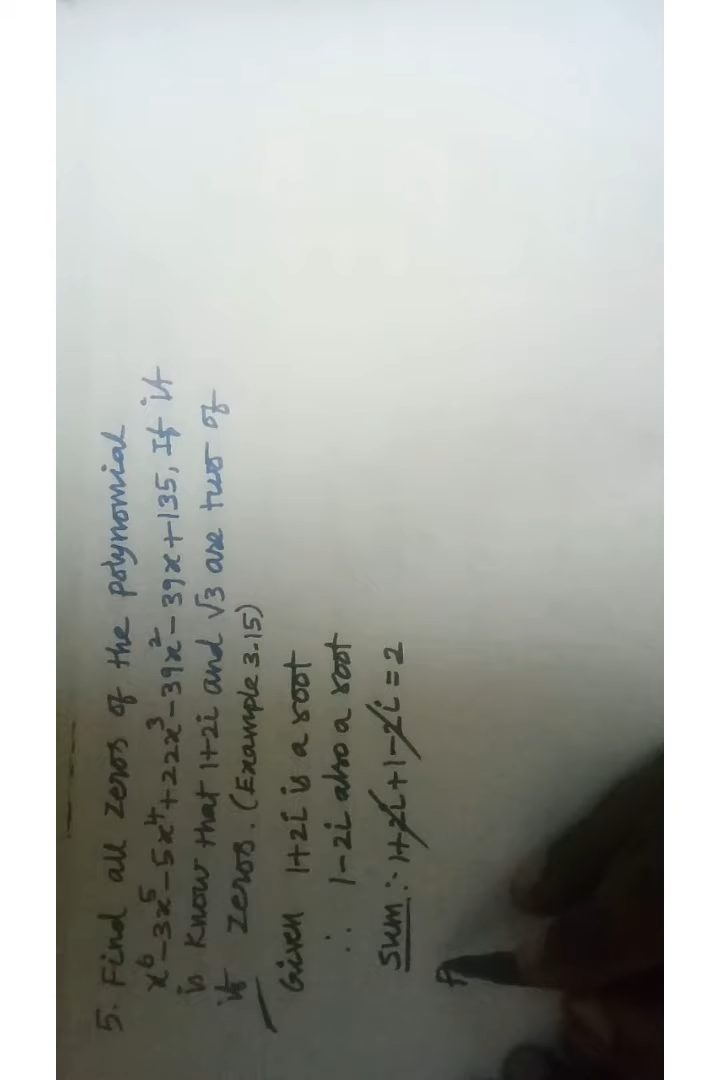 5. Find all zeros of the polynomial
x⁶-3x⁵-5x⁴+22x³-39x²-39x+135, If it
is know that 1+2i and √3 are two of
its zeros. (Example 3.15)
Given 1+2i is a root
∴ 1-2i also a root
Sum: 1+2i+1-2i=2